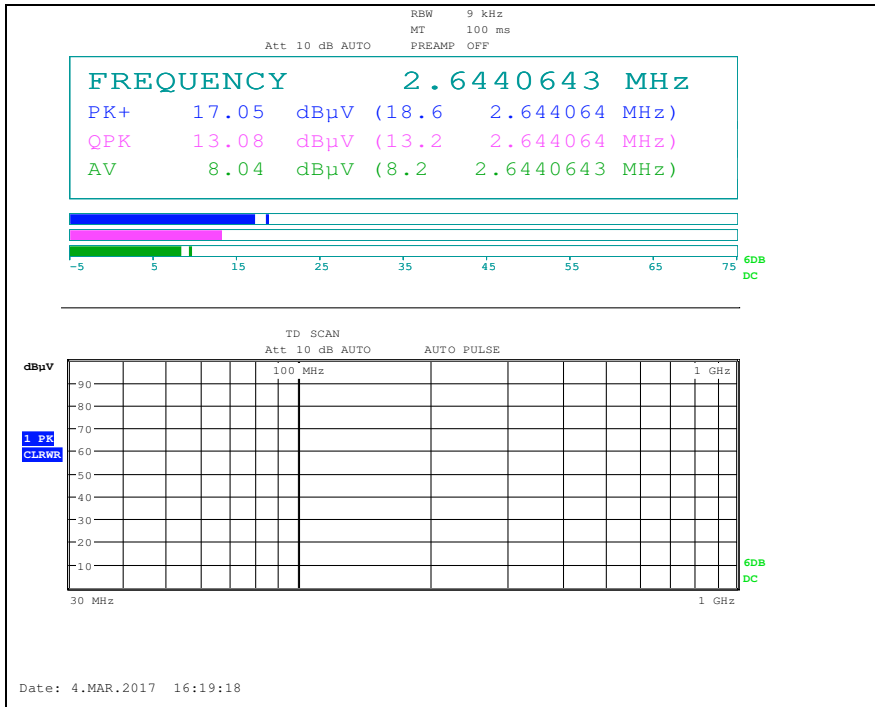 RBW 9 kHz
MT 100 ms
Att 10 dB AUTO PREAMP OFF
FREQUENCY 2.6440643 MHz
PK+ 17.05 dBµV (18.6 2.644064 MHz)
QPK 13.08 dBµV (13.2 2.644064 MHz)
AV 8.04 dBµV (8.2 2.6440643 MHz)
-5 5 15 25 35 45 55 65 75
6DB
DC
TD SCAN
Att 10 dB AUTO AUTO PULSE
dBµV
100 MHz 1 GHz
90
80
70
1 PK
CLRWR
60
50
40
30
20
10
6DB
DC
30 MHz 1 GHz
Date: 4.MAR.2017 16:19:18